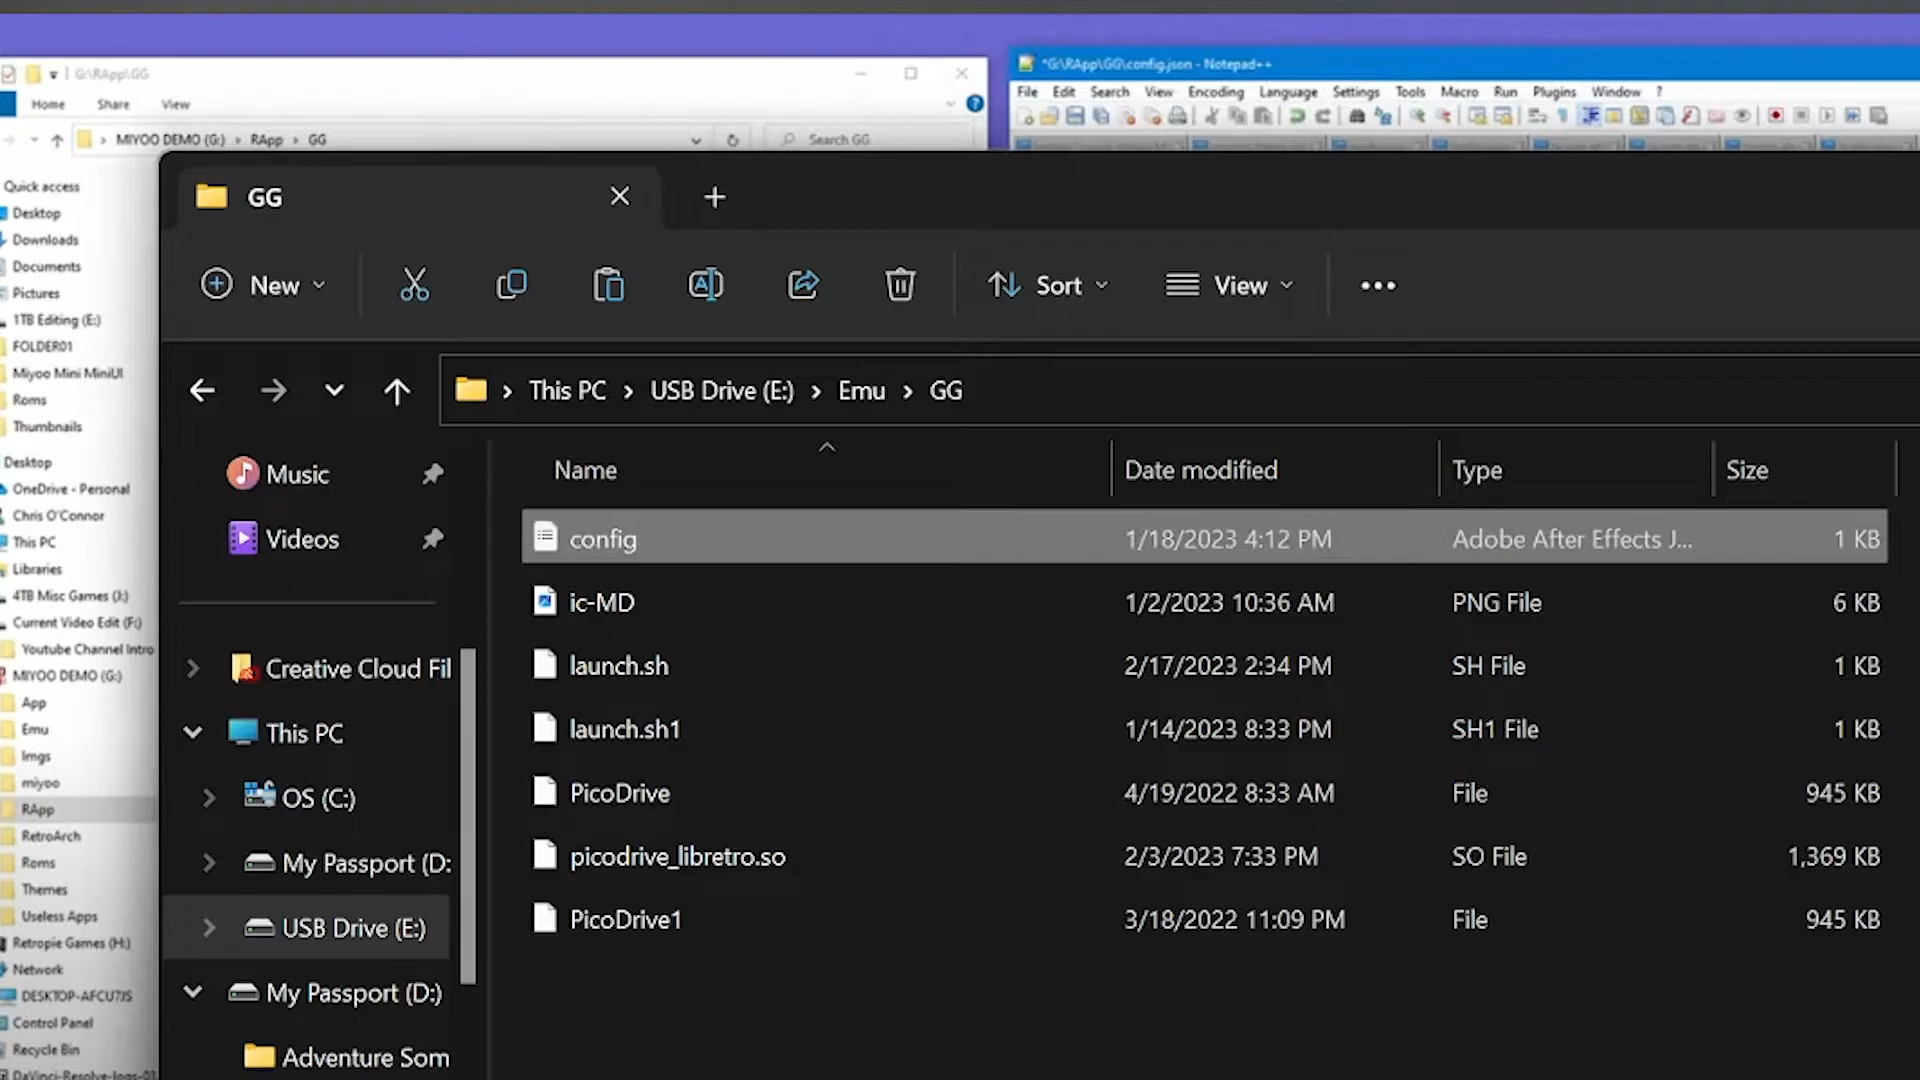 G:\RApp\GG
Home Share View
MIYOO DEMO (G:) › RApp › GG
Search GG
*G:\RApp\GG\config.json - Notepad++
File Edit Search View Encoding Language Settings Tools Macro Run Plugins Window ?
Quick access
Desktop
Downloads
Documents
Pictures
1TB Editing (E:)
FOLDER01
Miyoo Mini MiniUI
Roms
Thumbnails
Desktop
OneDrive - Personal
Chris O'Connor
This PC
Libraries
4TB Misc Games (J:)
Current Video Edit (F:)
Youtube Channel Intro
MIYOO DEMO (G:)
App
Emu
Imgs
miyoo
RApp
RetroArch
Roms
Themes
Useless Apps
Retropie Games (H:)
Network
DESKTOP-AFCU7JS
Control Panel
Recycle Bin
DaVinci-Resolve-logs-03
GG
New Sort View
This PC › USB Drive (E:) › Emu › GG
Music
Videos
Creative Cloud Fil
This PC
OS (C:)
My Passport (D:
USB Drive (E:)
My Passport (D:)
Adventure Som
Name Date modified Type Size
config 1/18/2023 4:12 PM Adobe After Effects J... 1 KB
ic-MD 1/2/2023 10:36 AM PNG File 6 KB
launch.sh 2/17/2023 2:34 PM SH File 1 KB
launch.sh1 1/14/2023 8:33 PM SH1 File 1 KB
PicoDrive 4/19/2022 8:33 AM File 945 KB
picodrive_libretro.so 2/3/2023 7:33 PM SO File 1,369 KB
PicoDrive1 3/18/2022 11:09 PM File 945 KB